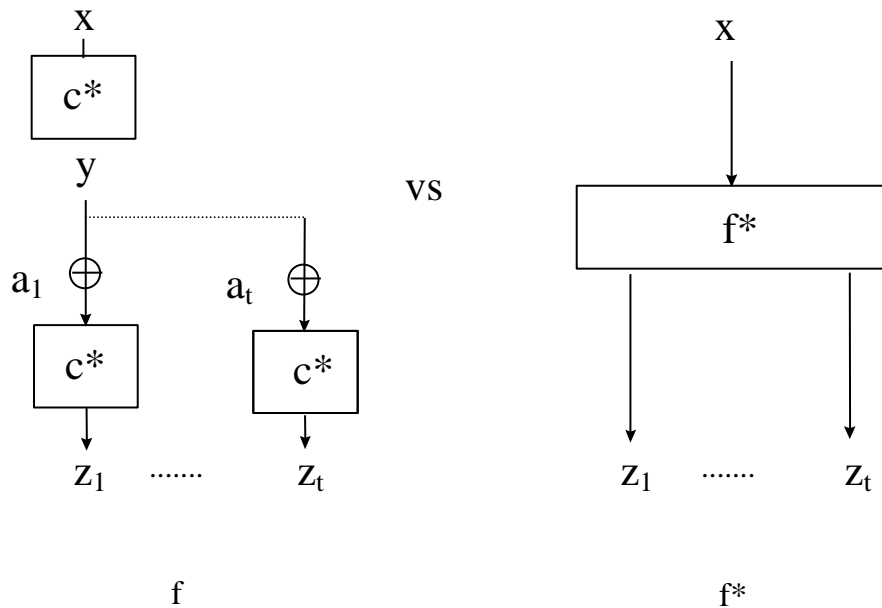 x
c*
y
a1
at
c*
c*
z1 ....... zt
f
vs
x
f*
z1 ....... zt
f*